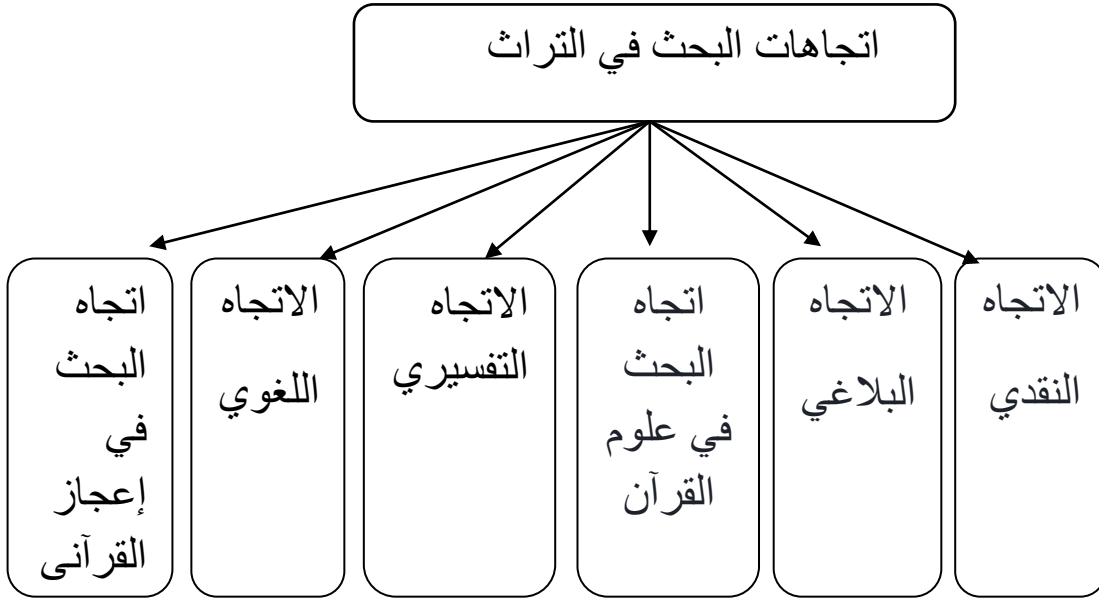 اتجاهات البحث في التراث
الاتجاه
النقدي
الاتجاه
البلاغي
اتجاه
البحث
في علوم
القرآن
الاتجاه
التفسيري
الاتجاه
اللغوي
اتجاه
البحث
في
إعجاز
القرآنى